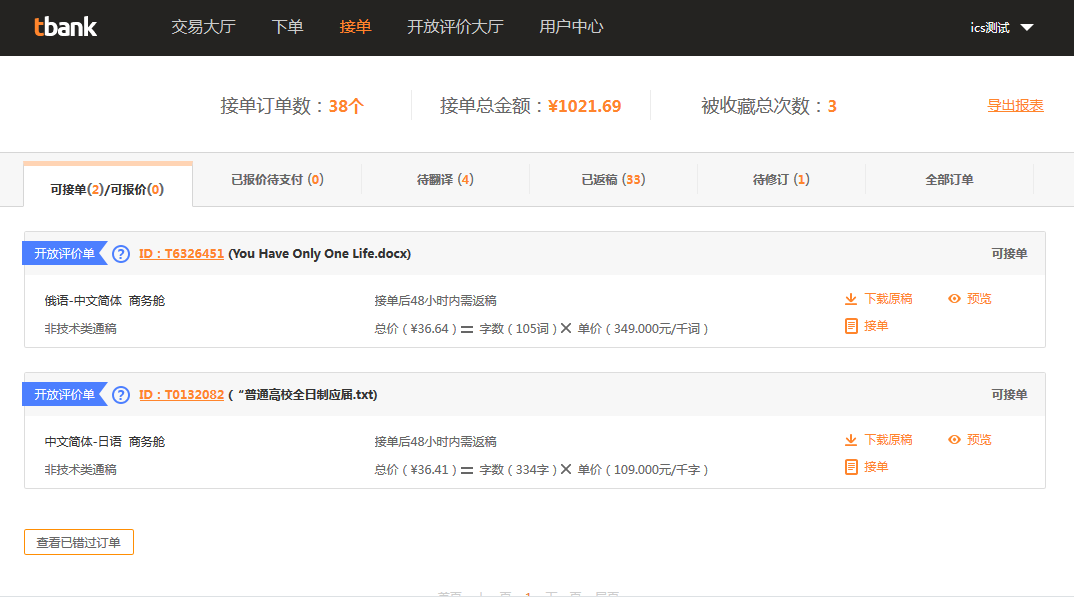 tbank 交易大厅 下单 接单 开放评价大厅 用户中心 ics测试
接单订单数：38个 接单总金额：¥1021.69 被收藏总次数：3 导出报表
可接单(2)/可报价(0) 已报价待支付 (0) 待翻译 (4) 已返稿 (33) 待修订 (1) 全部订单
开放评价单 ? ID：T6326451 (You Have Only One Life.docx) 可接单
俄语-中文简体 商务舱 接单后48小时内需返稿 下载原稿 预览
非技术类通稿 总价（¥36.64）= 字数（105词）× 单价（349.000元/千词） 接单
开放评价单 ? ID：T0132082 (“普通高校全日制应届.txt) 可接单
中文简体-日语 商务舱 接单后48小时内需返稿 下载原稿 预览
非技术类通稿 总价（¥36.41）= 字数（334字）× 单价（109.000元/千字） 接单
查看已错过订单